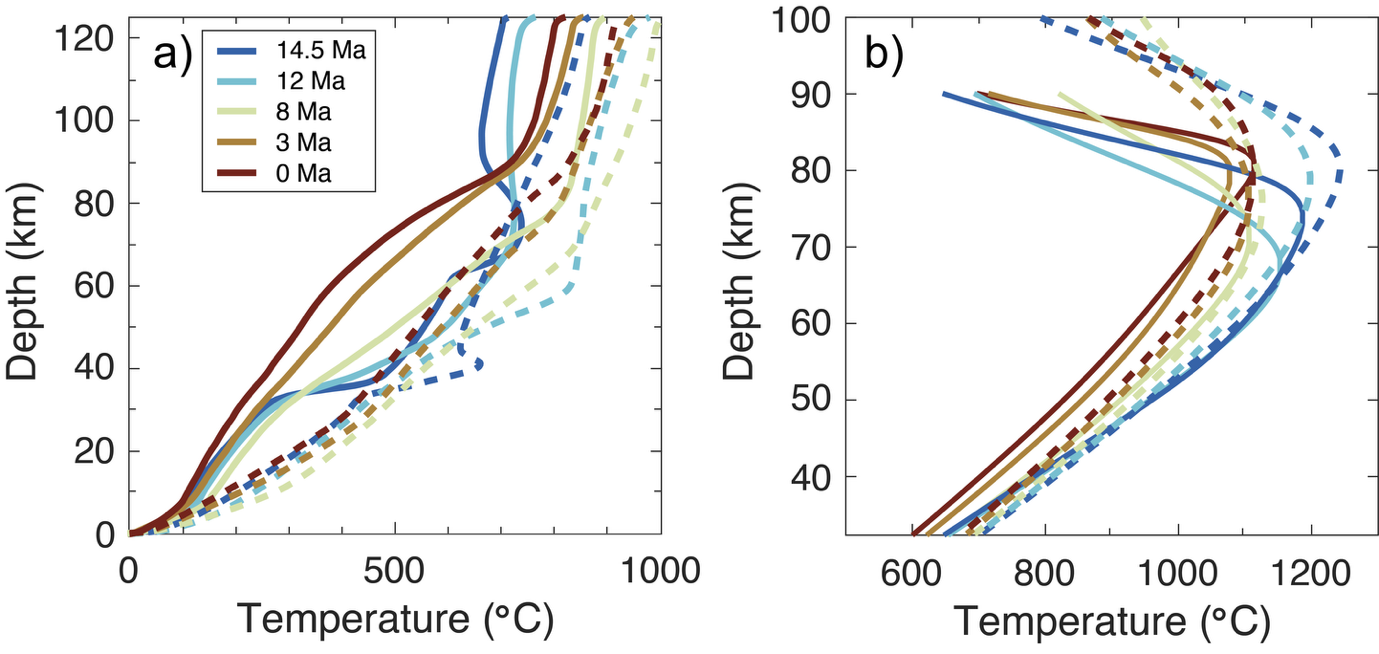 a)
14.5 Ma
12 Ma
8 Ma
3 Ma
0 Ma
120
100
80
60
40
20
0
Depth (km)
0 500 1000
Temperature (°C)
b)
100
90
80
70
60
50
40
Depth (km)
600 800 1000 1200
Temperature (°C)